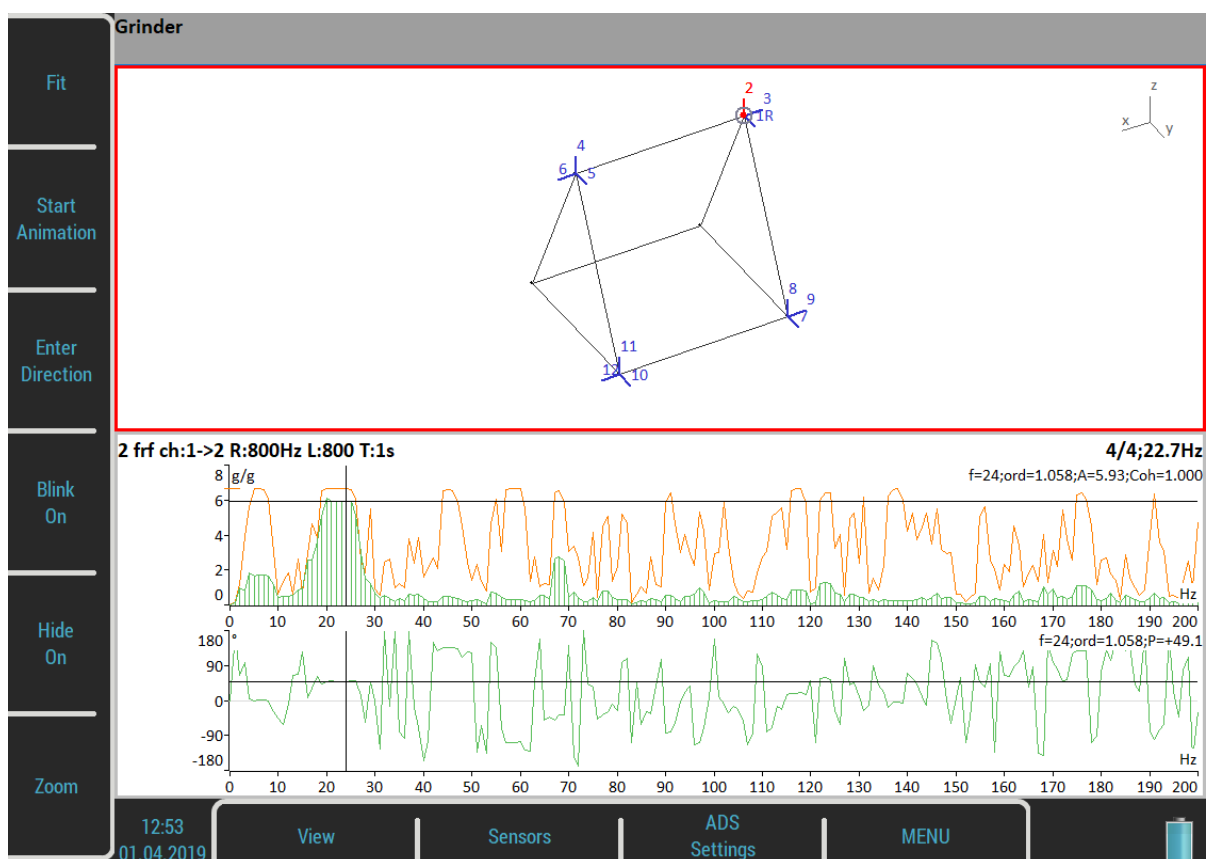 Grinder
Fit
Start
Animation
Enter
Direction
Blink
On
Hide
On
Zoom
2
3
1R
4
6
5
z
x
y
8
9
7
11
12
10
2 frf ch:1->2 R:800Hz L:800 T:1s
4/4;22.7Hz
8
g/g
f=24;ord=1.058;A=5.93;Coh=1.000
6
4
2
0
Hz
0 10 20 30 40 50 60 70 80 90 100 110 120 130 140 150 160 170 180 190 200
180
°
f=24;ord=1.058;P=+49.1
90
0
-90
-180
Hz
0 10 20 30 40 50 60 70 80 90 100 110 120 130 140 150 160 170 180 190 200
12:53
01.04.2019
View
Sensors
ADS
Settings
MENU